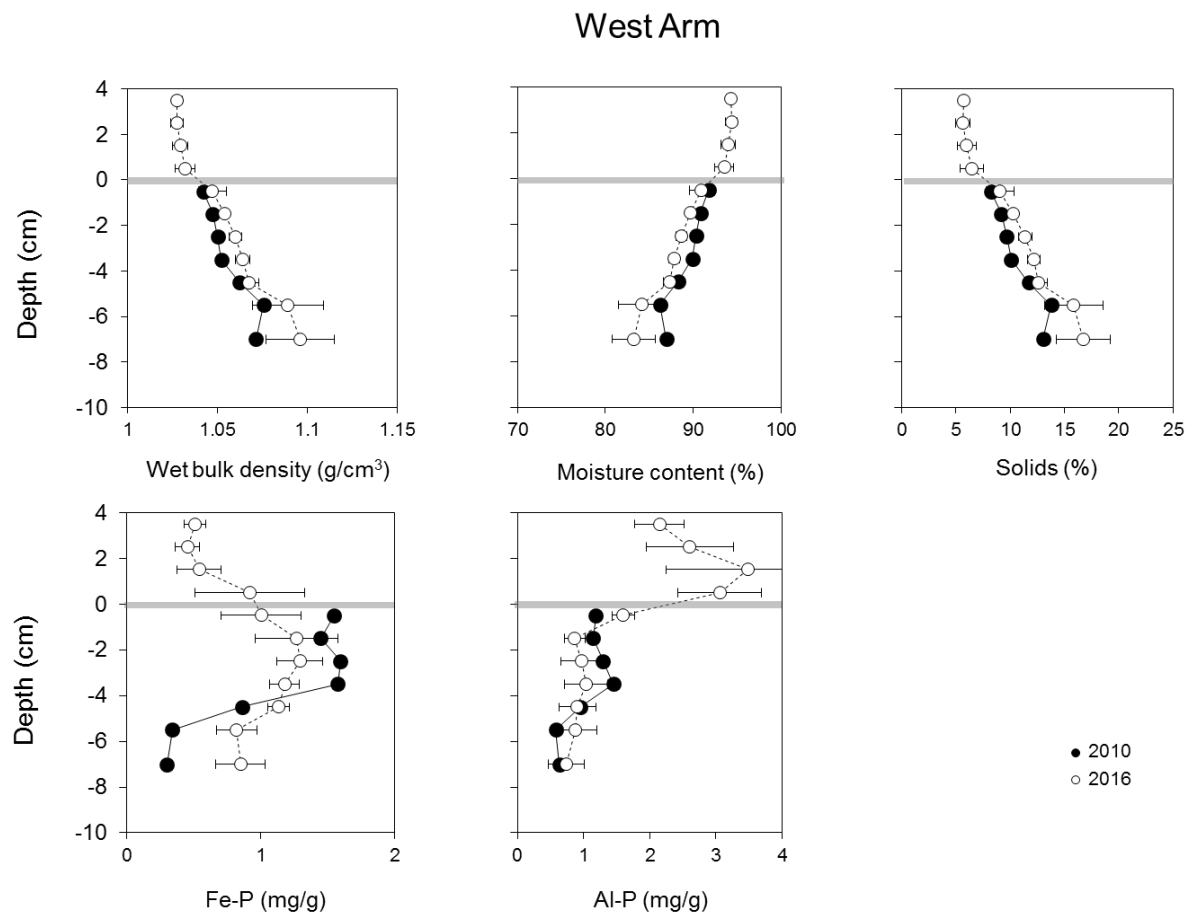 West Arm
4
2
0
-2
-4
-6
-8
-10
Depth (cm)
1 1.05 1.1 1.15
Wet bulk density (g/cm³)
70 80 90 100
Moisture content (%)
0 5 10 15 20 25
Solids (%)
4
2
0
-2
-4
-6
-8
-10
Depth (cm)
0 1 2
Fe-P (mg/g)
0 1 2 3 4
Al-P (mg/g)
2010
2016